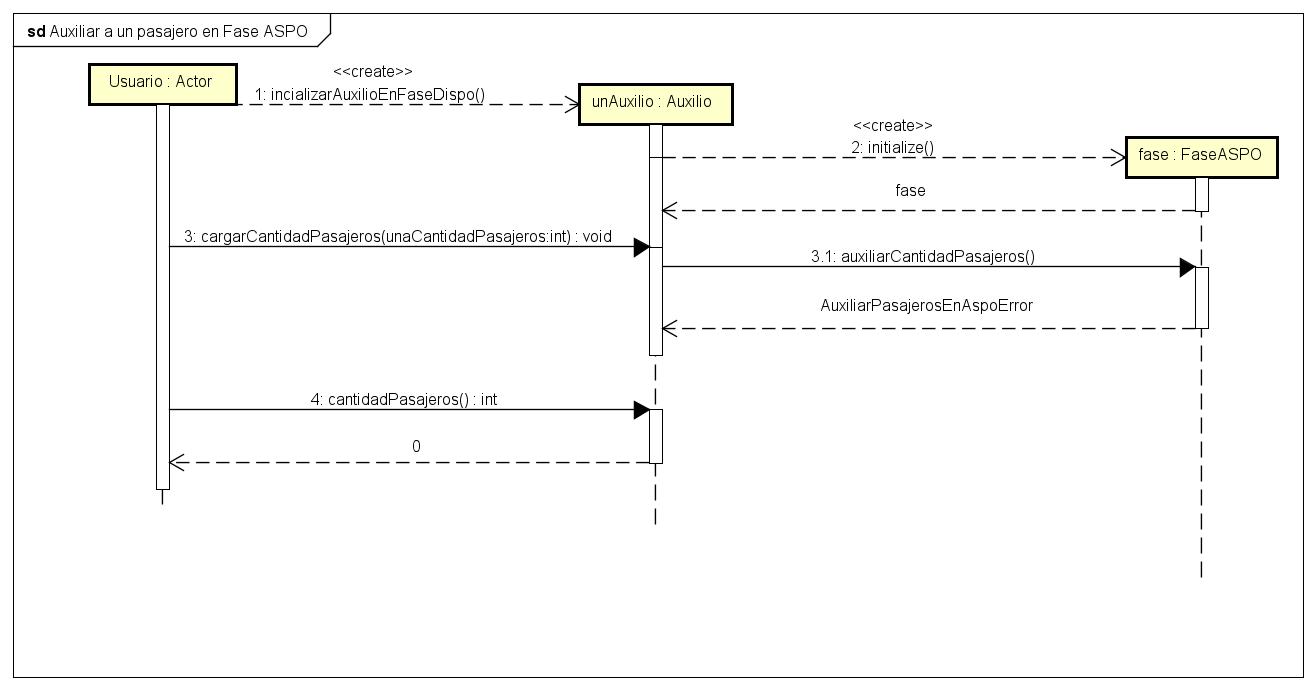 sd Auxiliar a un pasajero en Fase ASPO
Usuario : Actor
<<create>>
1: incializarAuxilioEnFaseDispo()
unAuxilio : Auxilio
<<create>>
2: initialize()
fase : FaseASPO
fase
3: cargarCantidadPasajeros(unaCantidadPasajeros:int) : void
3.1: auxiliarCantidadPasajeros()
AuxiliarPasajerosEnAspoError
4: cantidadPasajeros() : int
0